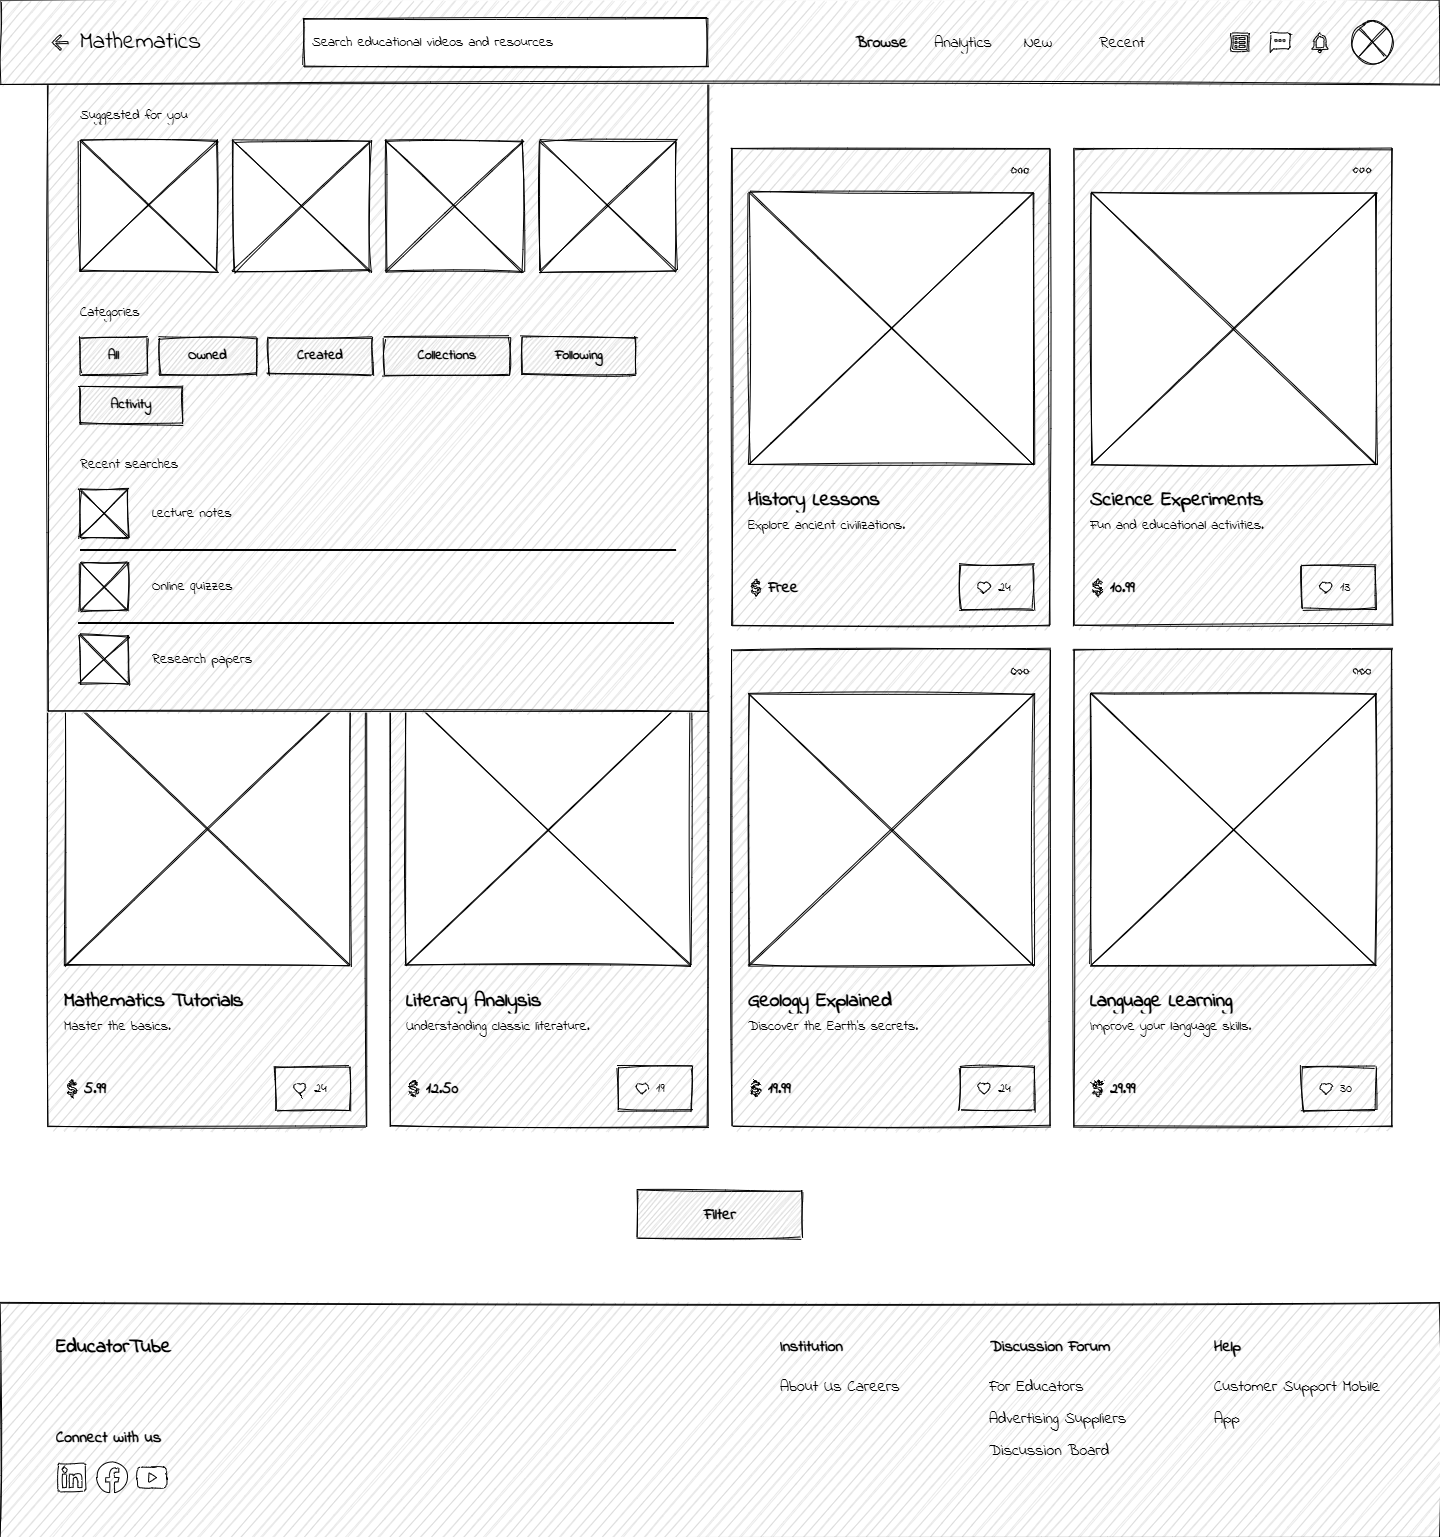 Mathematics
Search educational videos and resources
Browse Analytics New Recent
Suggested for you
Categories
All Owned Created Collections Following
Activity
Recent searches
Lecture notes
Online quizzes
Research papers
History Lessons
Explore ancient civilizations.
$ Free 24
Science Experiments
Fun and educational activities.
$ 10.99 13
Mathematics Tutorials
Master the basics.
$ 5.99 24
Literary Analysis
Understanding classic literature.
$ 12.50 19
Geology Explained
Discover the Earth's secrets.
$ 19.99 24
Language Learning
Improve your language skills.
$ 29.99 30
Filter
EducatorTube
Connect with us
in f
Institution
About Us Careers
Discussion Forum
For Educators
Advertising Suppliers
Discussion Board
Help
Customer Support Mobile
App